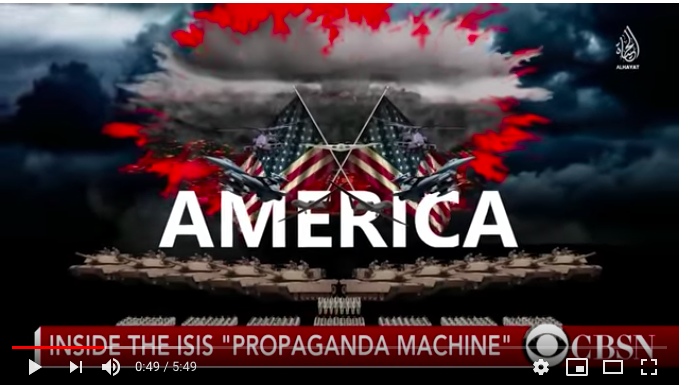 ALHAYAT
AMERICA
INSIDE THE ISIS "PROPAGANDA MACHINE"
CBSN
0:49 / 5:49